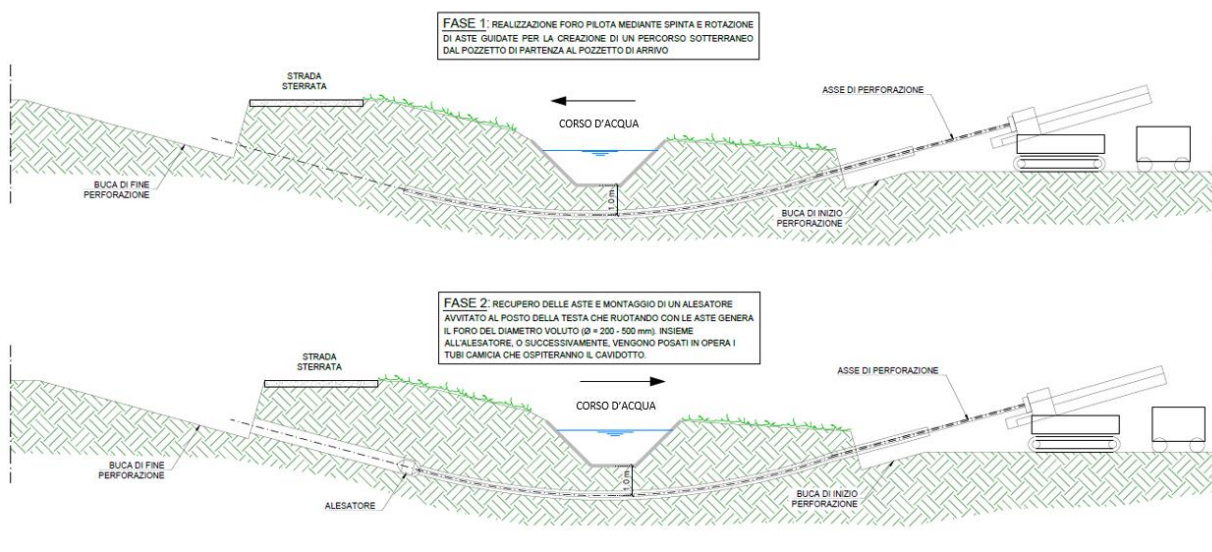 FASE 1: REALIZZAZIONE FORO PILOTA MEDIANTE SPINTA E ROTAZIONE
DI ASTE GUIDATE PER LA CREAZIONE DI UN PERCORSO SOTTERRANEO
DAL POZZETTO DI PARTENZA AL POZZETTO DI ARRIVO
STRADA
STERRATA
CORSO D'ACQUA
ASSE DI PERFORAZIONE
BUCA DI FINE
PERFORAZIONE
1.0 m
BUCA DI INIZIO
PERFORAZIONE
FASE 2: RECUPERO DELLE ASTE E MONTAGGIO DI UN ALESATORE
AVVITATO AL POSTO DELLA TESTA CHE RUOTANDO CON LE ASTE GENERA
IL FORO DEL DIAMETRO VOLUTO (Ø = 200 - 500 mm). INSIEME
ALL'ALESATORE, O SUCCESSIVAMENTE, VENGONO POSATI IN OPERA I
TUBI CAMICIA CHE OSPITERANNO IL CAVIDOTTO.
STRADA
STERRATA
CORSO D'ACQUA
ASSE DI PERFORAZIONE
BUCA DI FINE
PERFORAZIONE
1.0 m
BUCA DI INIZIO
PERFORAZIONE
ALESATORE